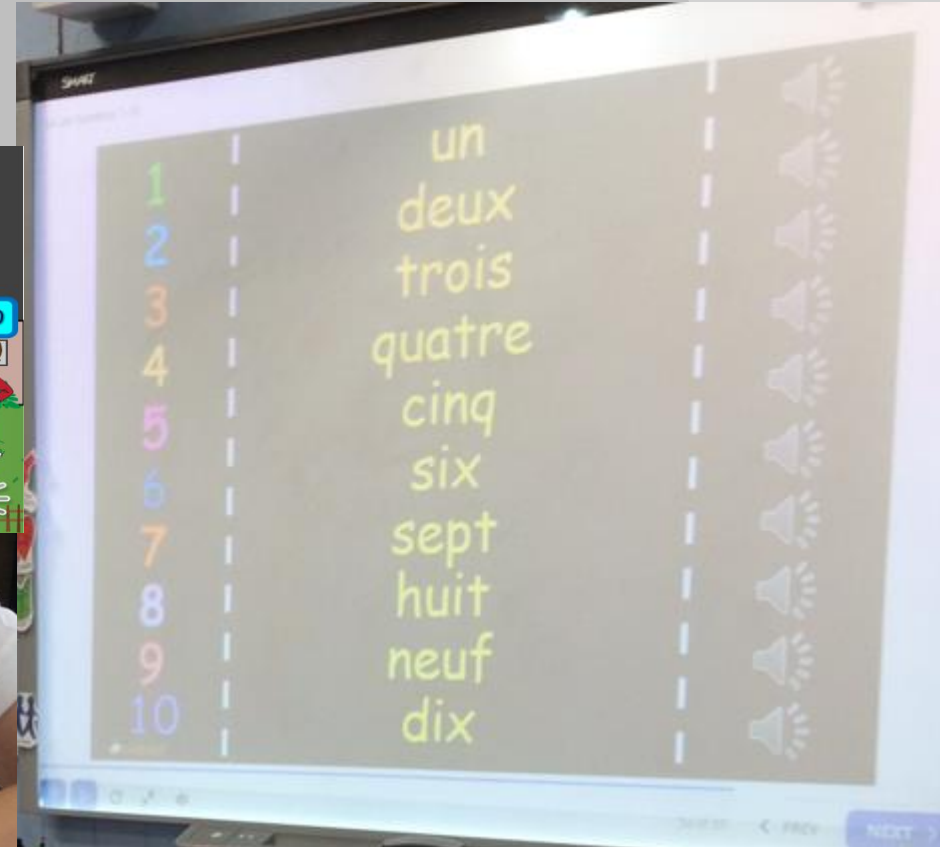 SMART
1 un
2 deux
3 trois
4 quatre
5 cinq
6 six
7 sept
8 huit
9 neuf
10 dix
< PREV
NEXT >